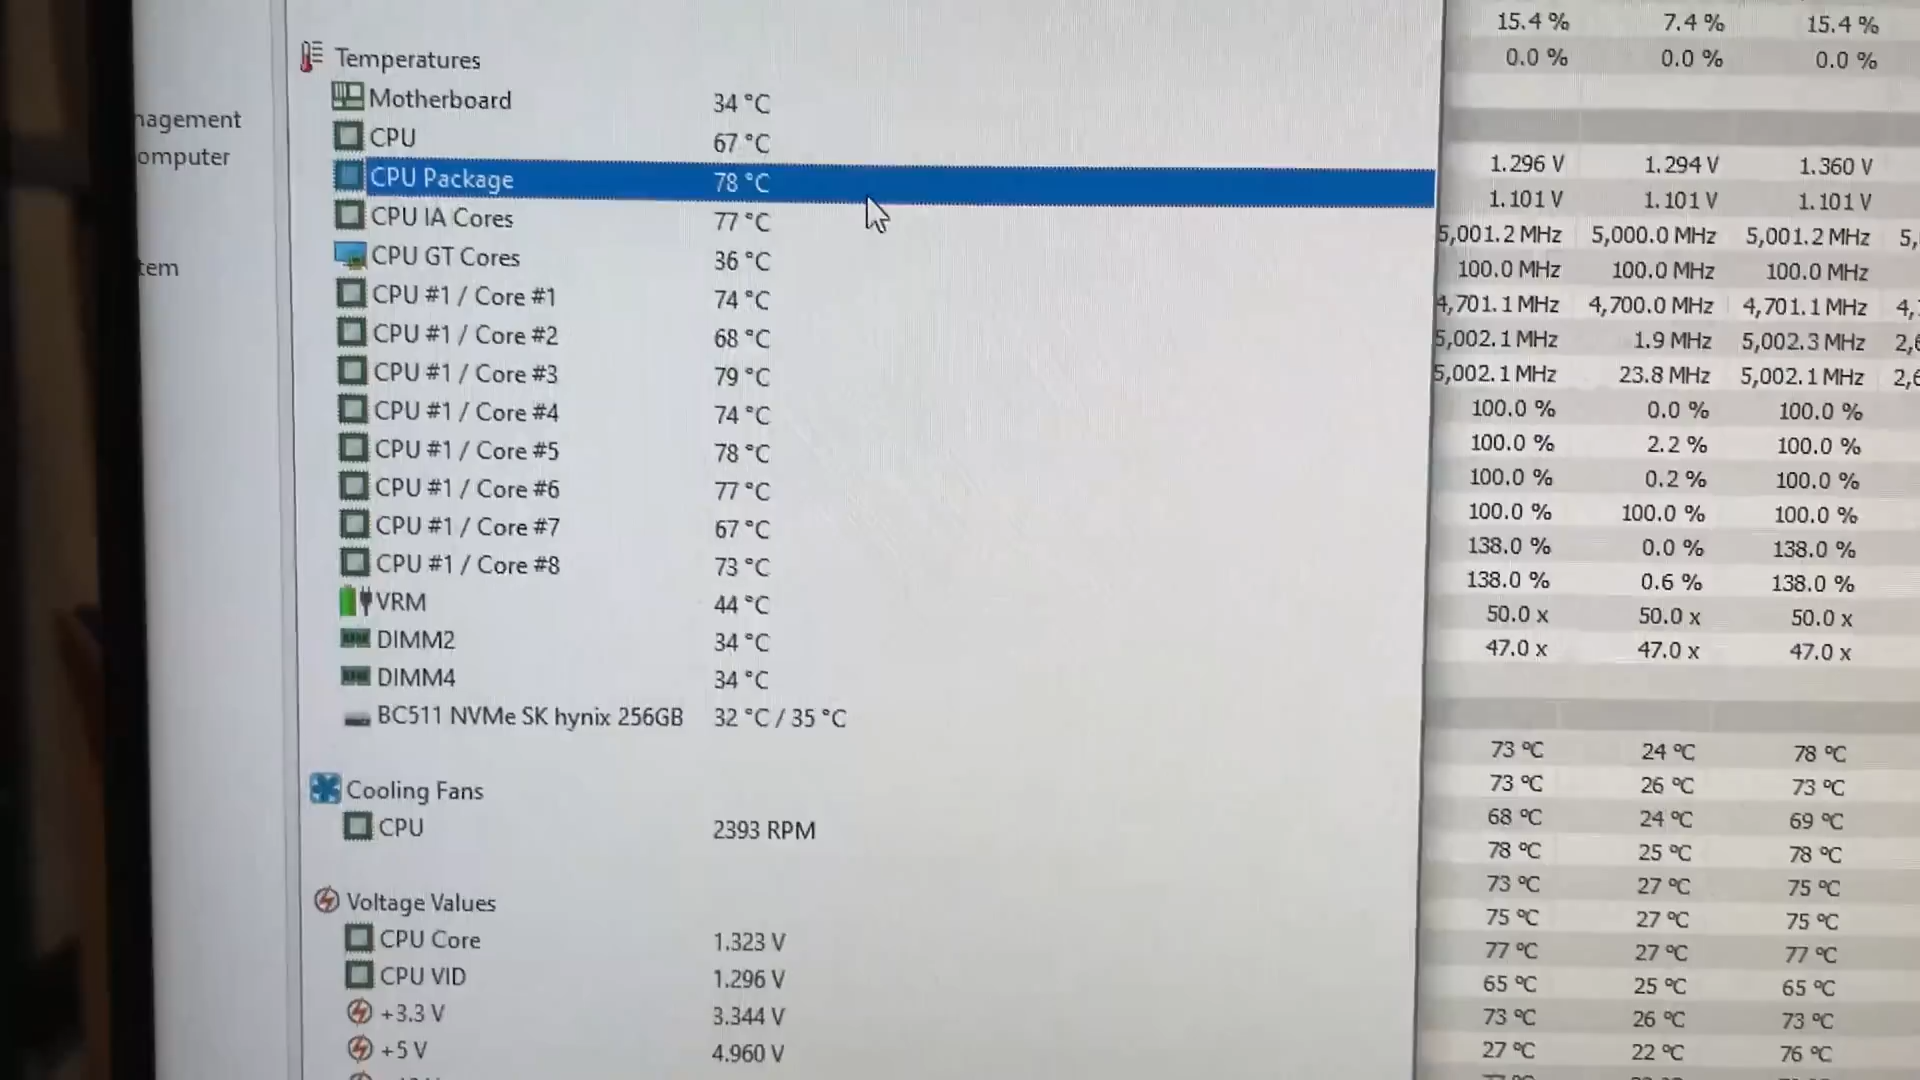 Temperatures
Motherboard 34 °C
CPU 67 °C
CPU Package 78 °C
CPU IA Cores 77 °C
CPU GT Cores 36 °C
CPU #1 / Core #1 74 °C
CPU #1 / Core #2 68 °C
CPU #1 / Core #3 79 °C
CPU #1 / Core #4 74 °C
CPU #1 / Core #5 78 °C
CPU #1 / Core #6 77 °C
CPU #1 / Core #7 67 °C
CPU #1 / Core #8 73 °C
VRM 44 °C
DIMM2 34 °C
DIMM4 34 °C
BC511 NVMe SK hynix 256GB 32 °C / 35 °C
Cooling Fans
CPU 2393 RPM
Voltage Values
CPU Core 1.323 V
CPU VID 1.296 V
+3.3 V 3.344 V
+5 V 4.960 V
nagement
omputer
tem
15.4 % 7.4 % 15.4 %
0.0 % 0.0 % 0.0 %
1.296 V 1.294 V 1.360 V
1.101 V 1.101 V 1.101 V
5,001.2 MHz 5,000.0 MHz 5,001.2 MHz 5,
100.0 MHz 100.0 MHz 100.0 MHz
4,701.1 MHz 4,700.0 MHz 4,701.1 MHz 4,
5,002.1 MHz 1.9 MHz 5,002.3 MHz 2,6
5,002.1 MHz 23.8 MHz 5,002.1 MHz 2,6
100.0 % 0.0 % 100.0 %
100.0 % 2.2 % 100.0 %
100.0 % 0.2 % 100.0 %
100.0 % 100.0 % 100.0 %
138.0 % 0.0 % 138.0 %
138.0 % 0.6 % 138.0 %
50.0 x 50.0 x 50.0 x
47.0 x 47.0 x 47.0 x
73 °C 24 °C 78 °C
73 °C 26 °C 73 °C
68 °C 24 °C 69 °C
78 °C 25 °C 78 °C
73 °C 27 °C 75 °C
75 °C 27 °C 75 °C
77 °C 27 °C 77 °C
65 °C 25 °C 65 °C
73 °C 26 °C 73 °C
27 °C 22 °C 76 °C